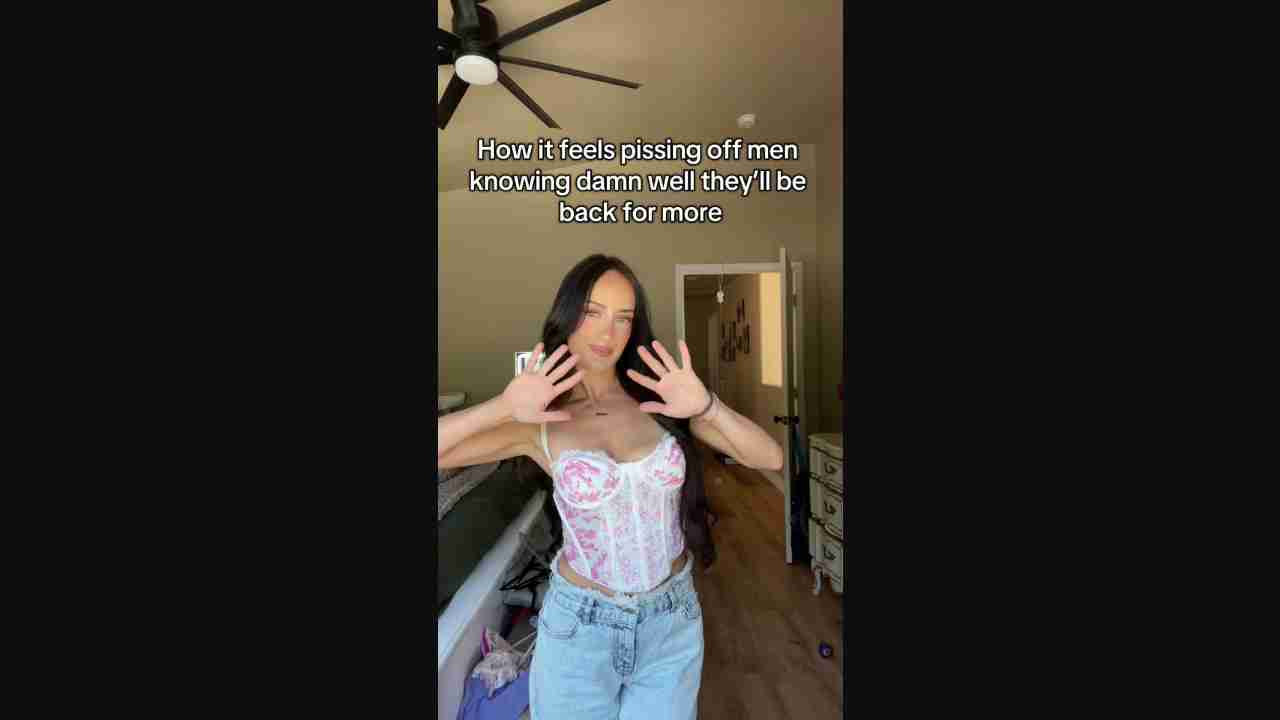 How it feels pissing off men
knowing damn well they’ll be
back for more